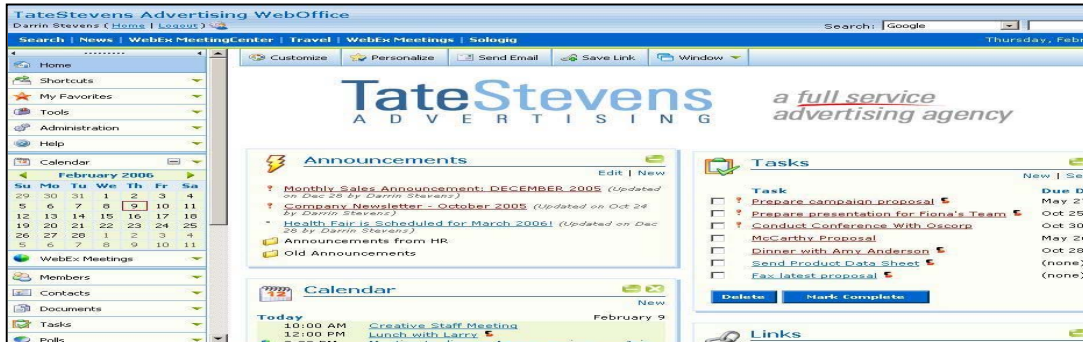 TateStevens Advertising WebOffice
Darrin Stevens ( Home | Logout )
Search: Google
Search | News | WebEx MeetingCenter | Travel | WebEx Meetings | Sologig
Thursday, Febr
Customize Personalize Send Email Save Link Window
Home
Shortcuts
My Favorites
Tools
Administration
Help
Calendar
February 2006
Su Mo Tu We Th Fr Sa
29 30 31 1 2 3 4
5 6 7 8 9 10 11
12 13 14 15 16 17 18
19 20 21 22 23 24 25
26 27 28 1 2 3 4
5 6 7 8 9 10 11
WebEx Meetings
Members
Contacts
Documents
Tasks
Polls
TateStevens
ADVERTISING
a full service
advertising agency
Announcements
Edit | New
Monthly Sales Announcement: DECEMBER 2005 (Updated
on Dec 28 by Darrin Stevens)
Company Newsletter - October 2005 (Updated on Oct 24
by Darrin Stevens)
Health Fair is Scheduled for March 2006! (Updated on Dec
28 by Darrin Stevens)
Announcements from HR
Old Announcements
Calendar
New
Today February 9
10:00 AM Creative Staff Meeting
12:00 PM Lunch with Larry
Tasks
New | Se
Task Due D
Prepare campaign proposal May 27
Prepare presentation for Fiona's Team Oct 25
Conduct Conference With Oscorp Oct 30
McCarthy Proposal May 26
Dinner with Amy Anderson Oct 28
Send Product Data Sheet (none)
Fax latest proposal (none)
Delete Mark Complete
Links